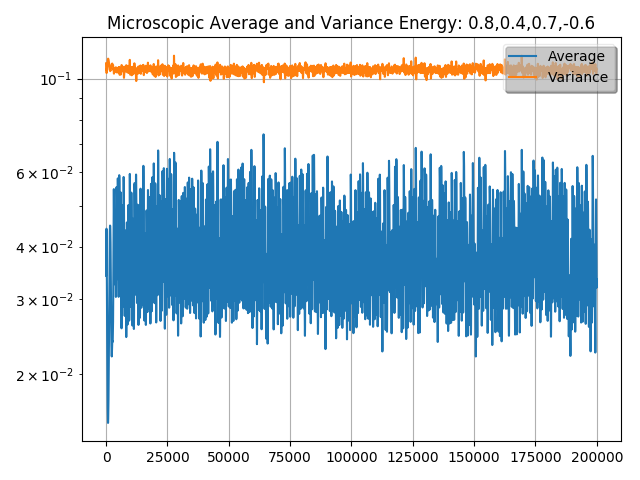 Microscopic Average and Variance Energy: 0.8,0.4,0.7,-0.6
Average
Variance
10⁻¹
6 × 10⁻²
4 × 10⁻²
3 × 10⁻²
2 × 10⁻²
0 25000 50000 75000 100000 125000 150000 175000 200000